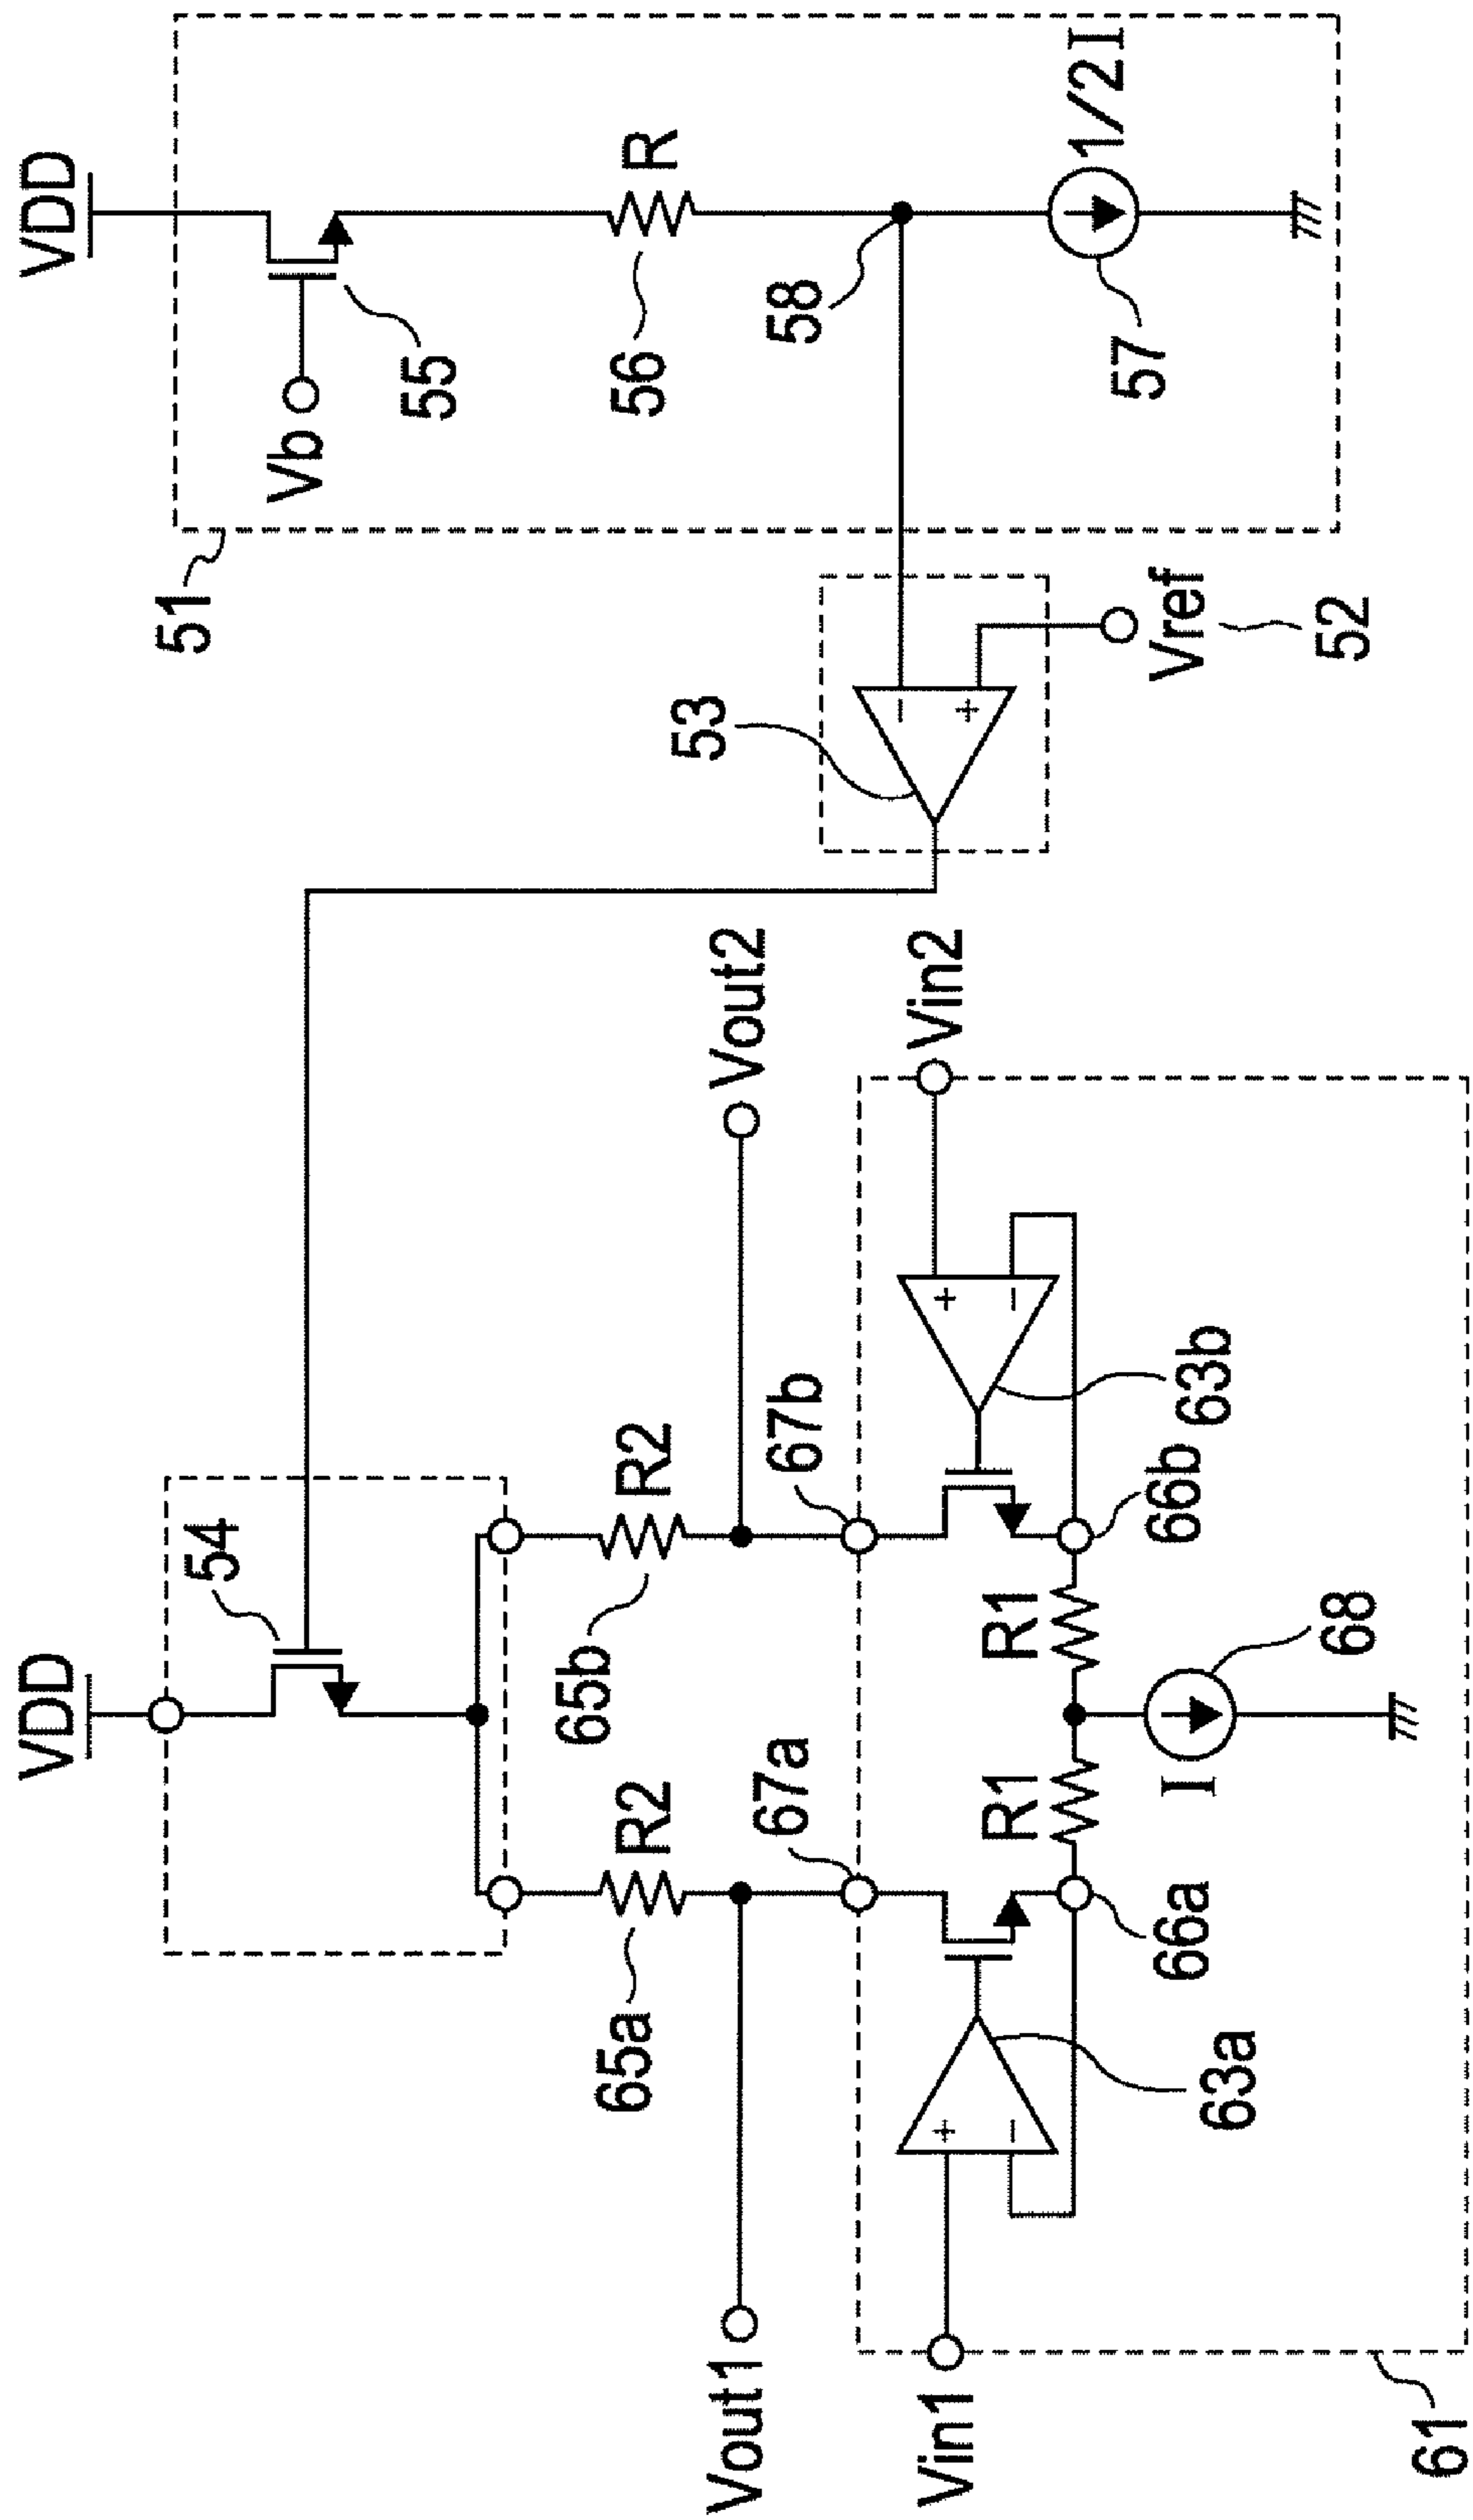 VDD
VDD
54
51
Vb
55
R2
R2
65a
65b
56
R
53
58
Vout1
Vout2
67a
67b
Vin1
Vin2
+
−
+
−
−
+
R1
R1
63a
63b
66a
66b
I
68
Vref
52
57
1/2I
61